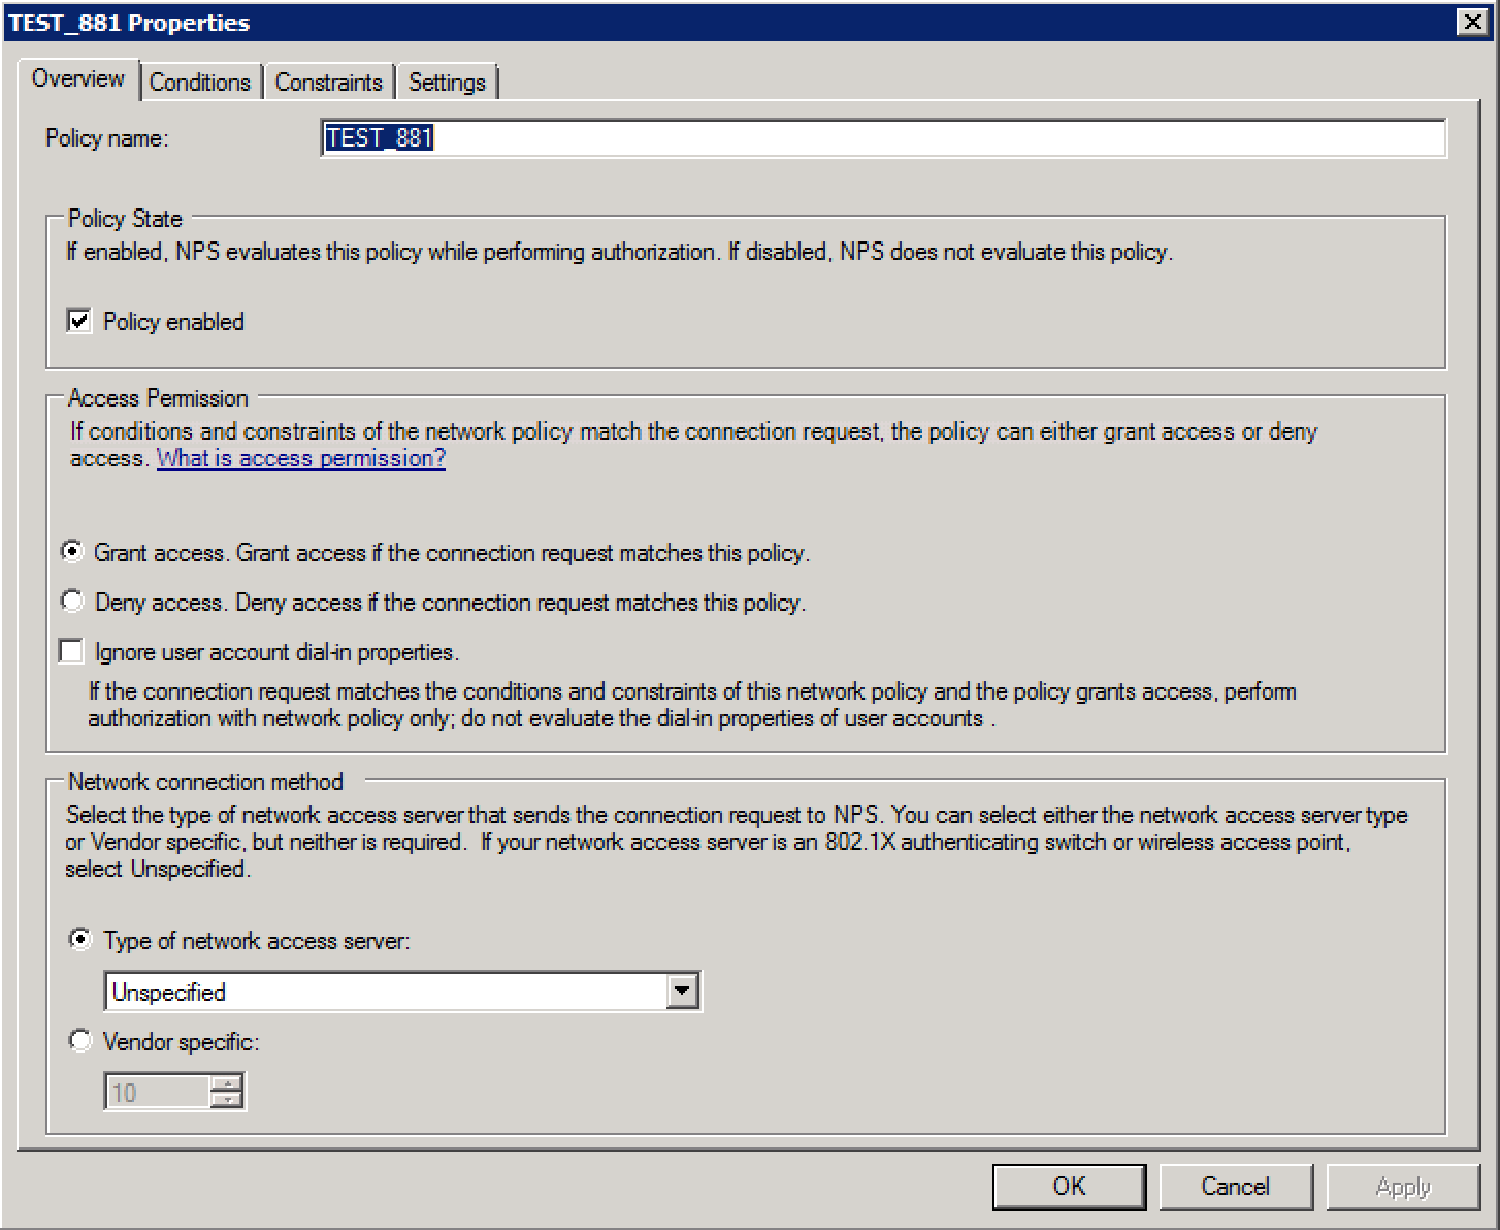 TEST_881 Properties
Overview Conditions Constraints Settings
Policy name: TEST_881
Policy State
If enabled, NPS evaluates this policy while performing authorization. If disabled, NPS does not evaluate this policy.
Policy enabled
Access Permission
If conditions and constraints of the network policy match the connection request, the policy can either grant access or deny
access. What is access permission?
Grant access. Grant access if the connection request matches this policy.
Deny access. Deny access if the connection request matches this policy.
Ignore user account dial-in properties.
If the connection request matches the conditions and constraints of this network policy and the policy grants access, perform
authorization with network policy only; do not evaluate the dial-in properties of user accounts .
Network connection method
Select the type of network access server that sends the connection request to NPS. You can select either the network access server type
or Vendor specific, but neither is required.  If your network access server is an 802.1X authenticating switch or wireless access point,
select Unspecified.
Type of network access server:
Unspecified
Vendor specific:
10
OK Cancel Apply